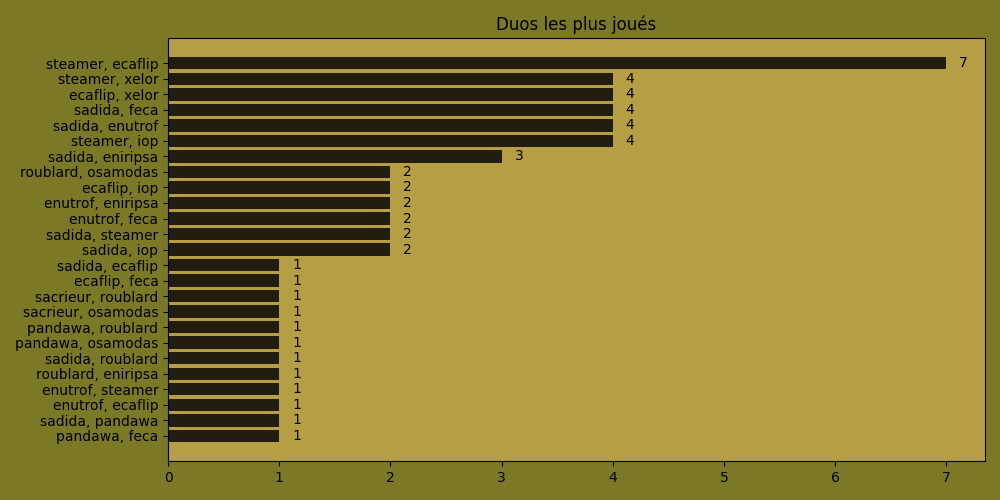 Duos les plus joués
steamer, ecaflip 7
steamer, xelor 4
ecaflip, xelor 4
sadida, feca 4
sadida, enutrof 4
steamer, iop 4
sadida, eniripsa 3
roublard, osamodas 2
ecaflip, iop 2
enutrof, eniripsa 2
enutrof, feca 2
sadida, steamer 2
sadida, iop 2
sadida, ecaflip 1
ecaflip, feca 1
sacrieur, roublard 1
sacrieur, osamodas 1
pandawa, roublard 1
pandawa, osamodas 1
sadida, roublard 1
roublard, eniripsa 1
enutrof, steamer 1
enutrof, ecaflip 1
sadida, pandawa 1
pandawa, feca 1
0 1 2 3 4 5 6 7